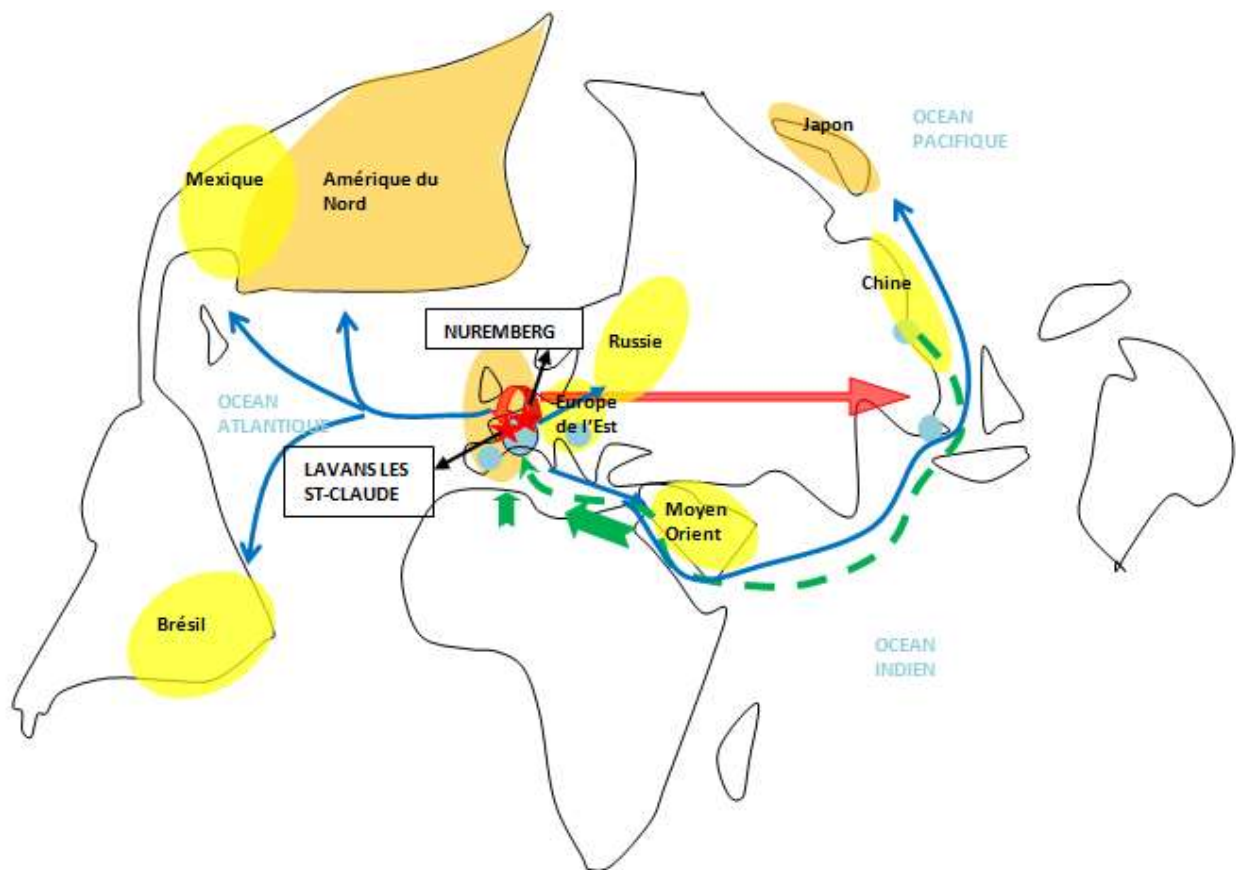 Japon
OCEAN
PACIFIQUE
Mexique
Amérique du
Nord
Chine
NUREMBERG
Russie
OCEAN
ATLANTIQUE
Europe
de l'Est
LAVANS LES
ST-CLAUDE
Moyen
Orient
Brésil
OCEAN
INDIEN